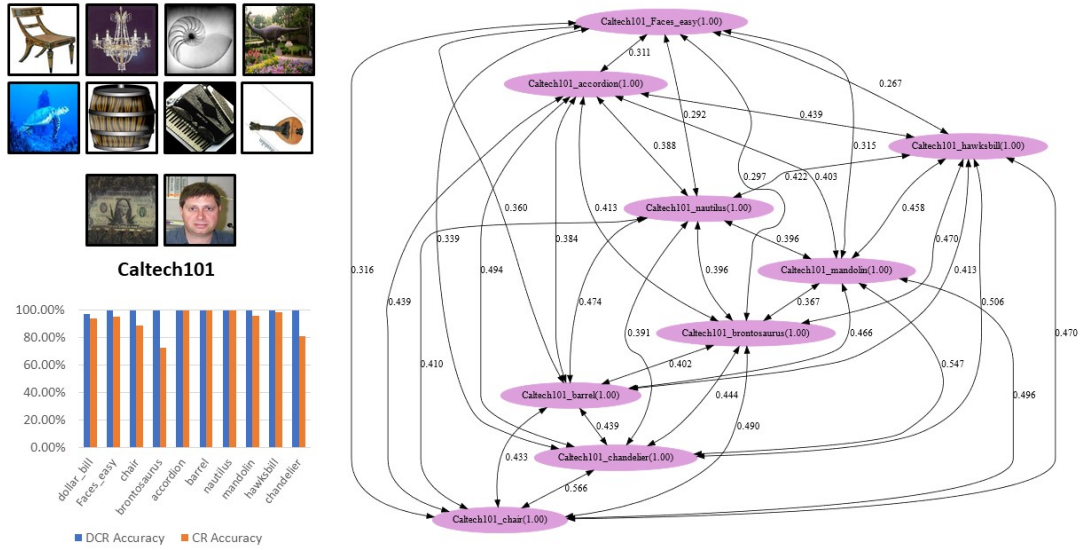 Caltech101
100.00%
80.00%
60.00%
40.00%
20.00%
0.00%
dollar_bill
Faces_easy
chair
brontosaurus
accordion
barrel
nautilus
mandolin
hawksbill
chandelier
DCR Accuracy
CR Accuracy
Caltech101_Faces_easy(1.00)
0.311
Caltech101_accordion(1.00)
0.267
0.292
0.439
0.388
0.315
Caltech101_hawksbill(1.00)
0.297
0.422
0.403
0.360
0.413
Caltech101_nautilus(1.00)
0.458
0.339
0.384
0.396
0.470
0.316
0.494
0.396
Caltech101_mandolin(1.00)
0.413
0.439
0.474
0.367
0.506
0.391
Caltech101_brontosaurus(1.00)
0.466
0.470
0.410
0.402
0.547
Caltech101_barrel(1.00)
0.444
0.496
0.439
0.490
0.433
Caltech101_chandelier(1.00)
0.566
Caltech101_chair(1.00)